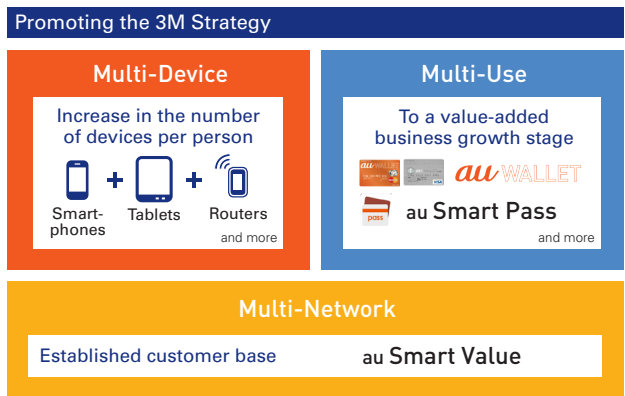 Promoting the 3M Strategy
Multi-Device
Increase in the number
of devices per person
Smart-
phones
Tablets
Routers
and more
Multi-Use
To a value-added
business growth stage
au WALLET
pass
au Smart Pass
and more
Multi-Network
Established customer base
au Smart Value